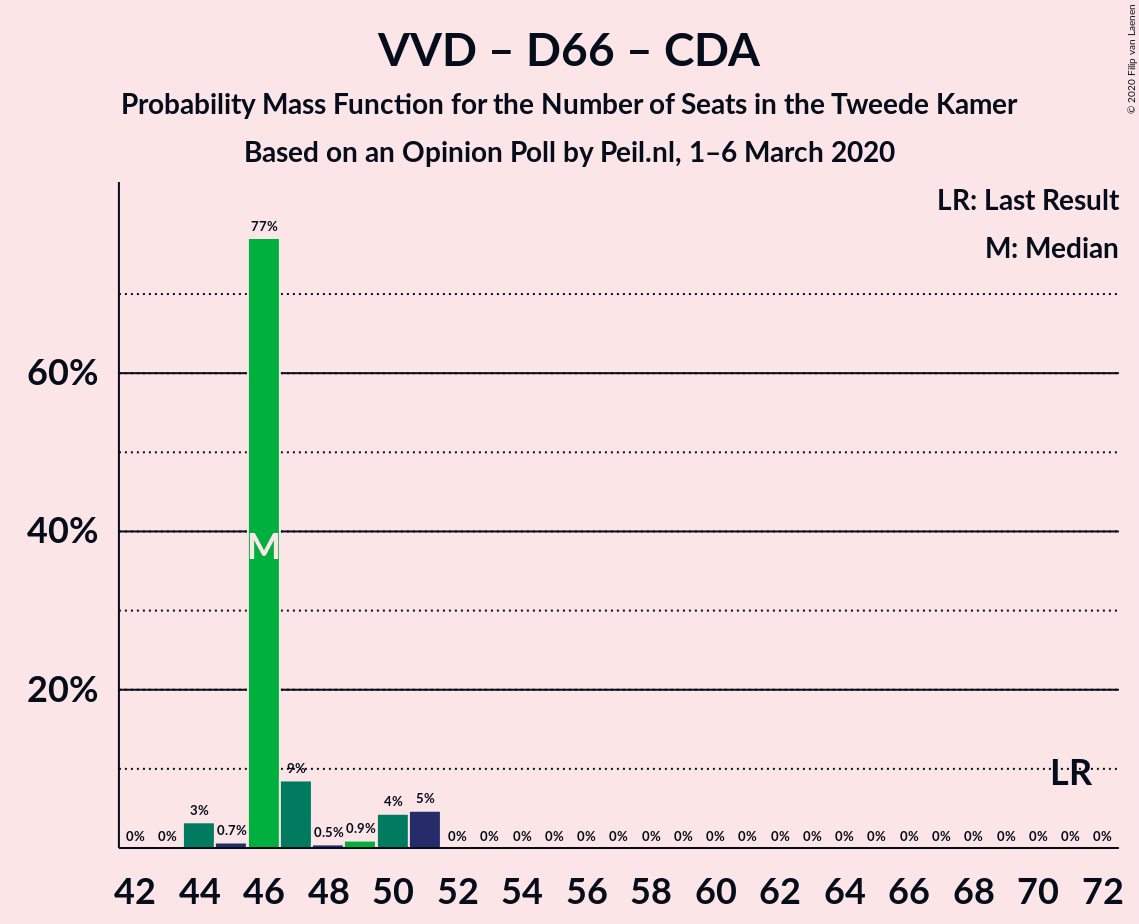 VVD – D66 – CDA
Probability Mass Function for the Number of Seats in the Tweede Kamer
Based on an Opinion Poll by Peil.nl, 1–6 March 2020
© 2020 Filip van Laenen
LR: Last Result
M: Median
60%
40%
20%
0% 0% 3% 0.7% 77% 9% 0.5% 0.9% 4% 5% 0% 0% 0% 0% 0% 0% 0% 0% 0% 0% 0% 0% 0% 0% 0% 0% 0% 0% 0% 0% 0%
M
LR
42 44 46 48 50 52 54 56 58 60 62 64 66 68 70 72